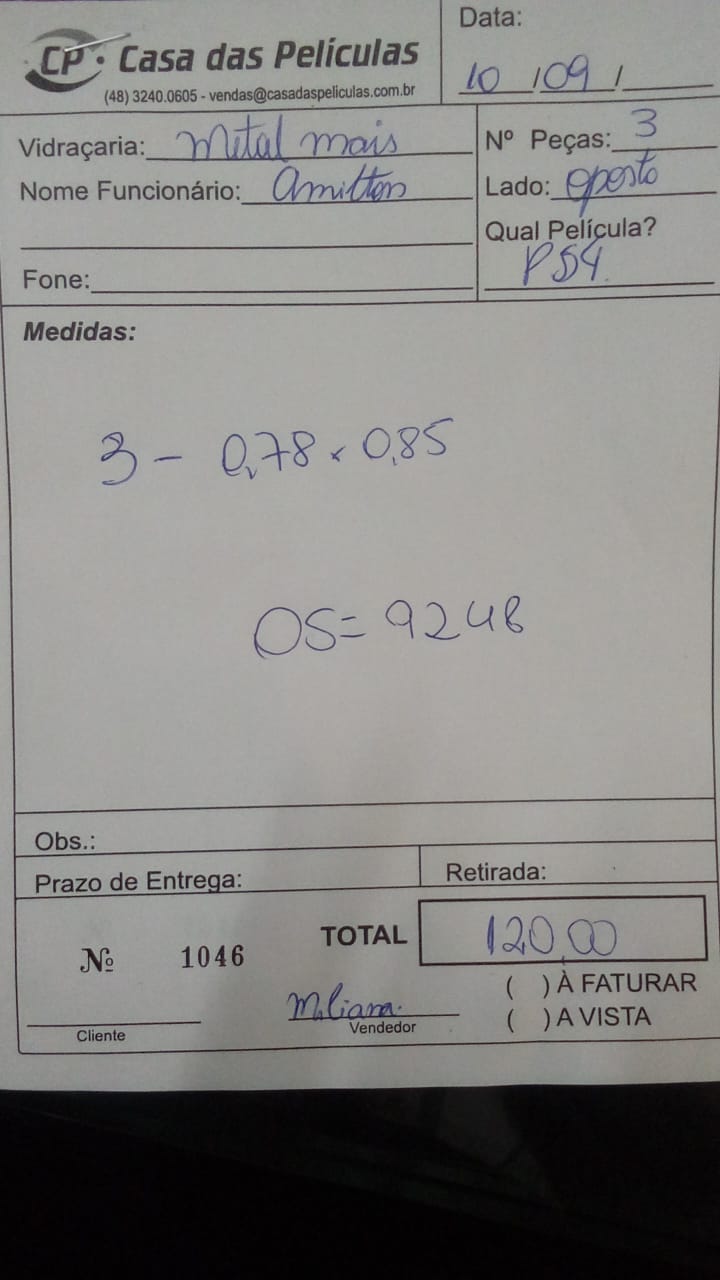 CP · Casa das Películas
(48) 3240.0605 - vendas@casadaspeliculas.com.br
Data:
10 / 09 /
Vidraçaria: Metal mais
Nome Funcionário: Amilton
Fone:
Nº Peças: 3
Lado: oposto
Qual Película?
PS4
Medidas:
3 - 0,78 x 0,85
OS = 9248
Obs.:
Prazo de Entrega:
Retirada:
Nº 1046
TOTAL 120,00
( ) À FATURAR
( ) A VISTA
Cliente
Vendedor